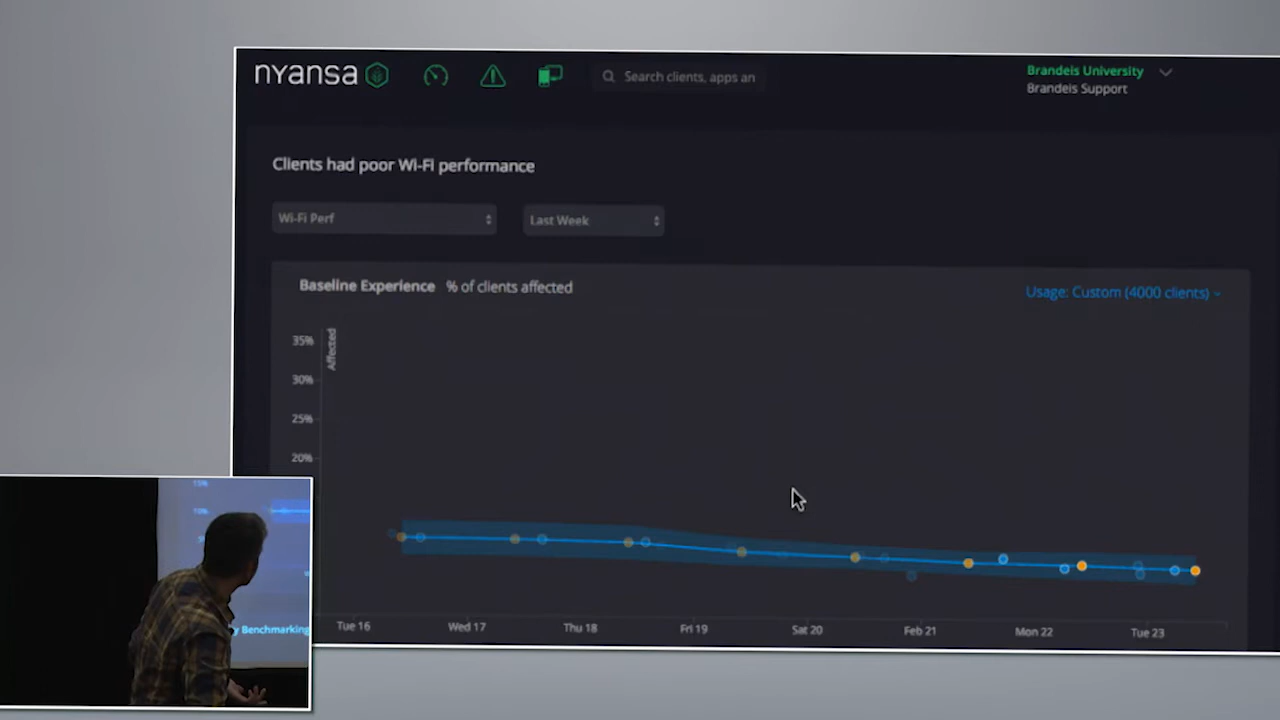 nyansa
Search clients, apps an
Brandeis University
Brandeis Support
Clients had poor Wi-Fi performance
Wi-Fi Perf
Last Week
Baseline Experience % of clients affected
Usage: Custom (4000 clients)
35%
Affected
30%
25%
20%
Tue 16
Wed 17
Thu 18
Fri 19
Sat 20
Feb 21
Mon 22
Tue 23
15%
10%
y Benchmarking